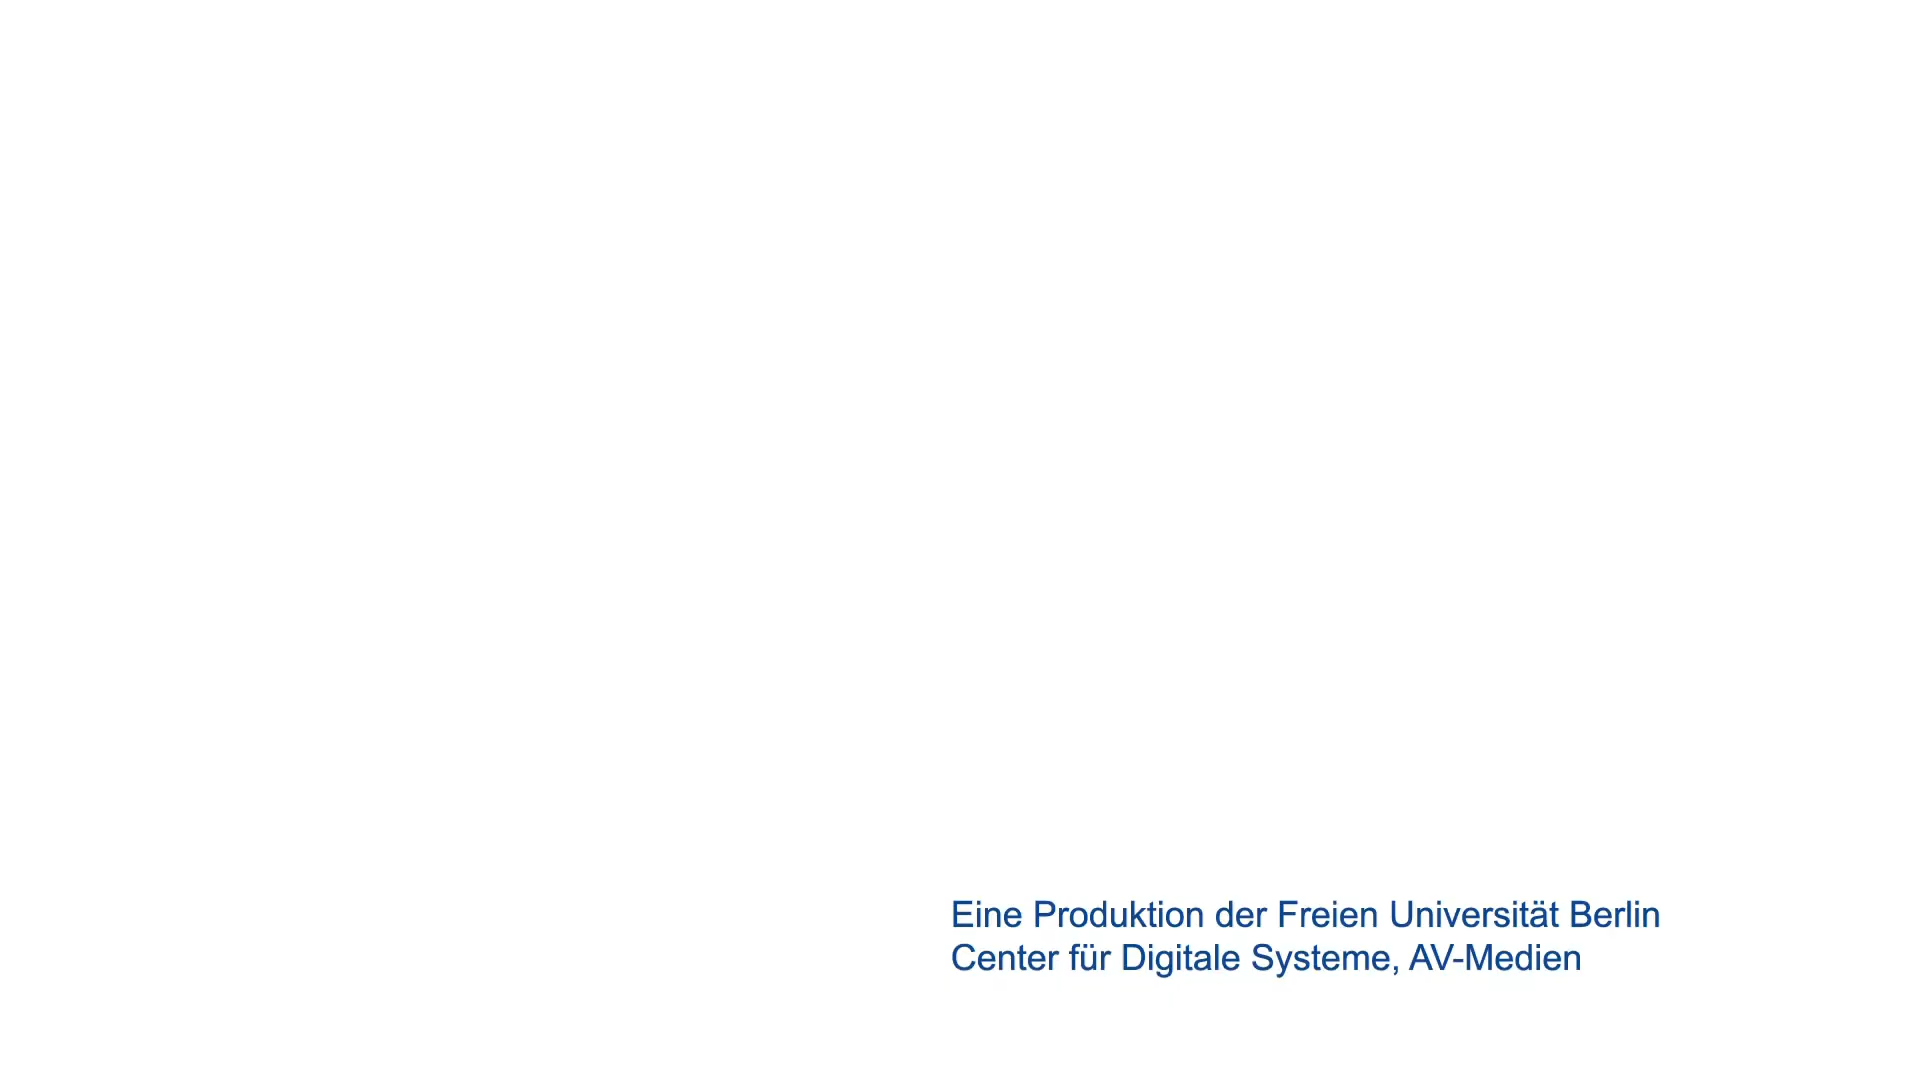 Eine Produktion der Freien Universität Berlin
Center für Digitale Systeme, AV-Medien